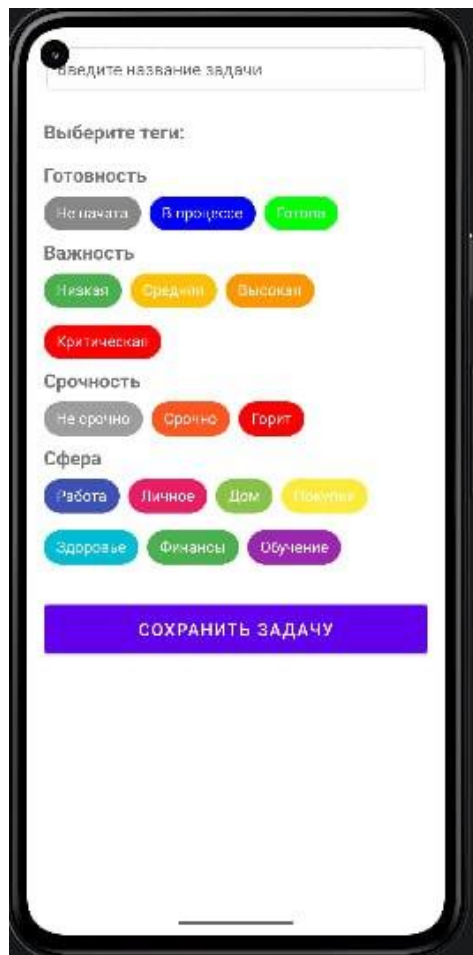 Введите название задачи
Выберите теги:
Готовность
Не начата В процессе Готова
Важность
Низкая Средняя Высокая
Критическая
Срочность
Не срочно Срочно Горит
Сфера
Работа Личное Дом Покупки
Здоровье Финансы Обучение
СОХРАНИТЬ ЗАДАЧУ